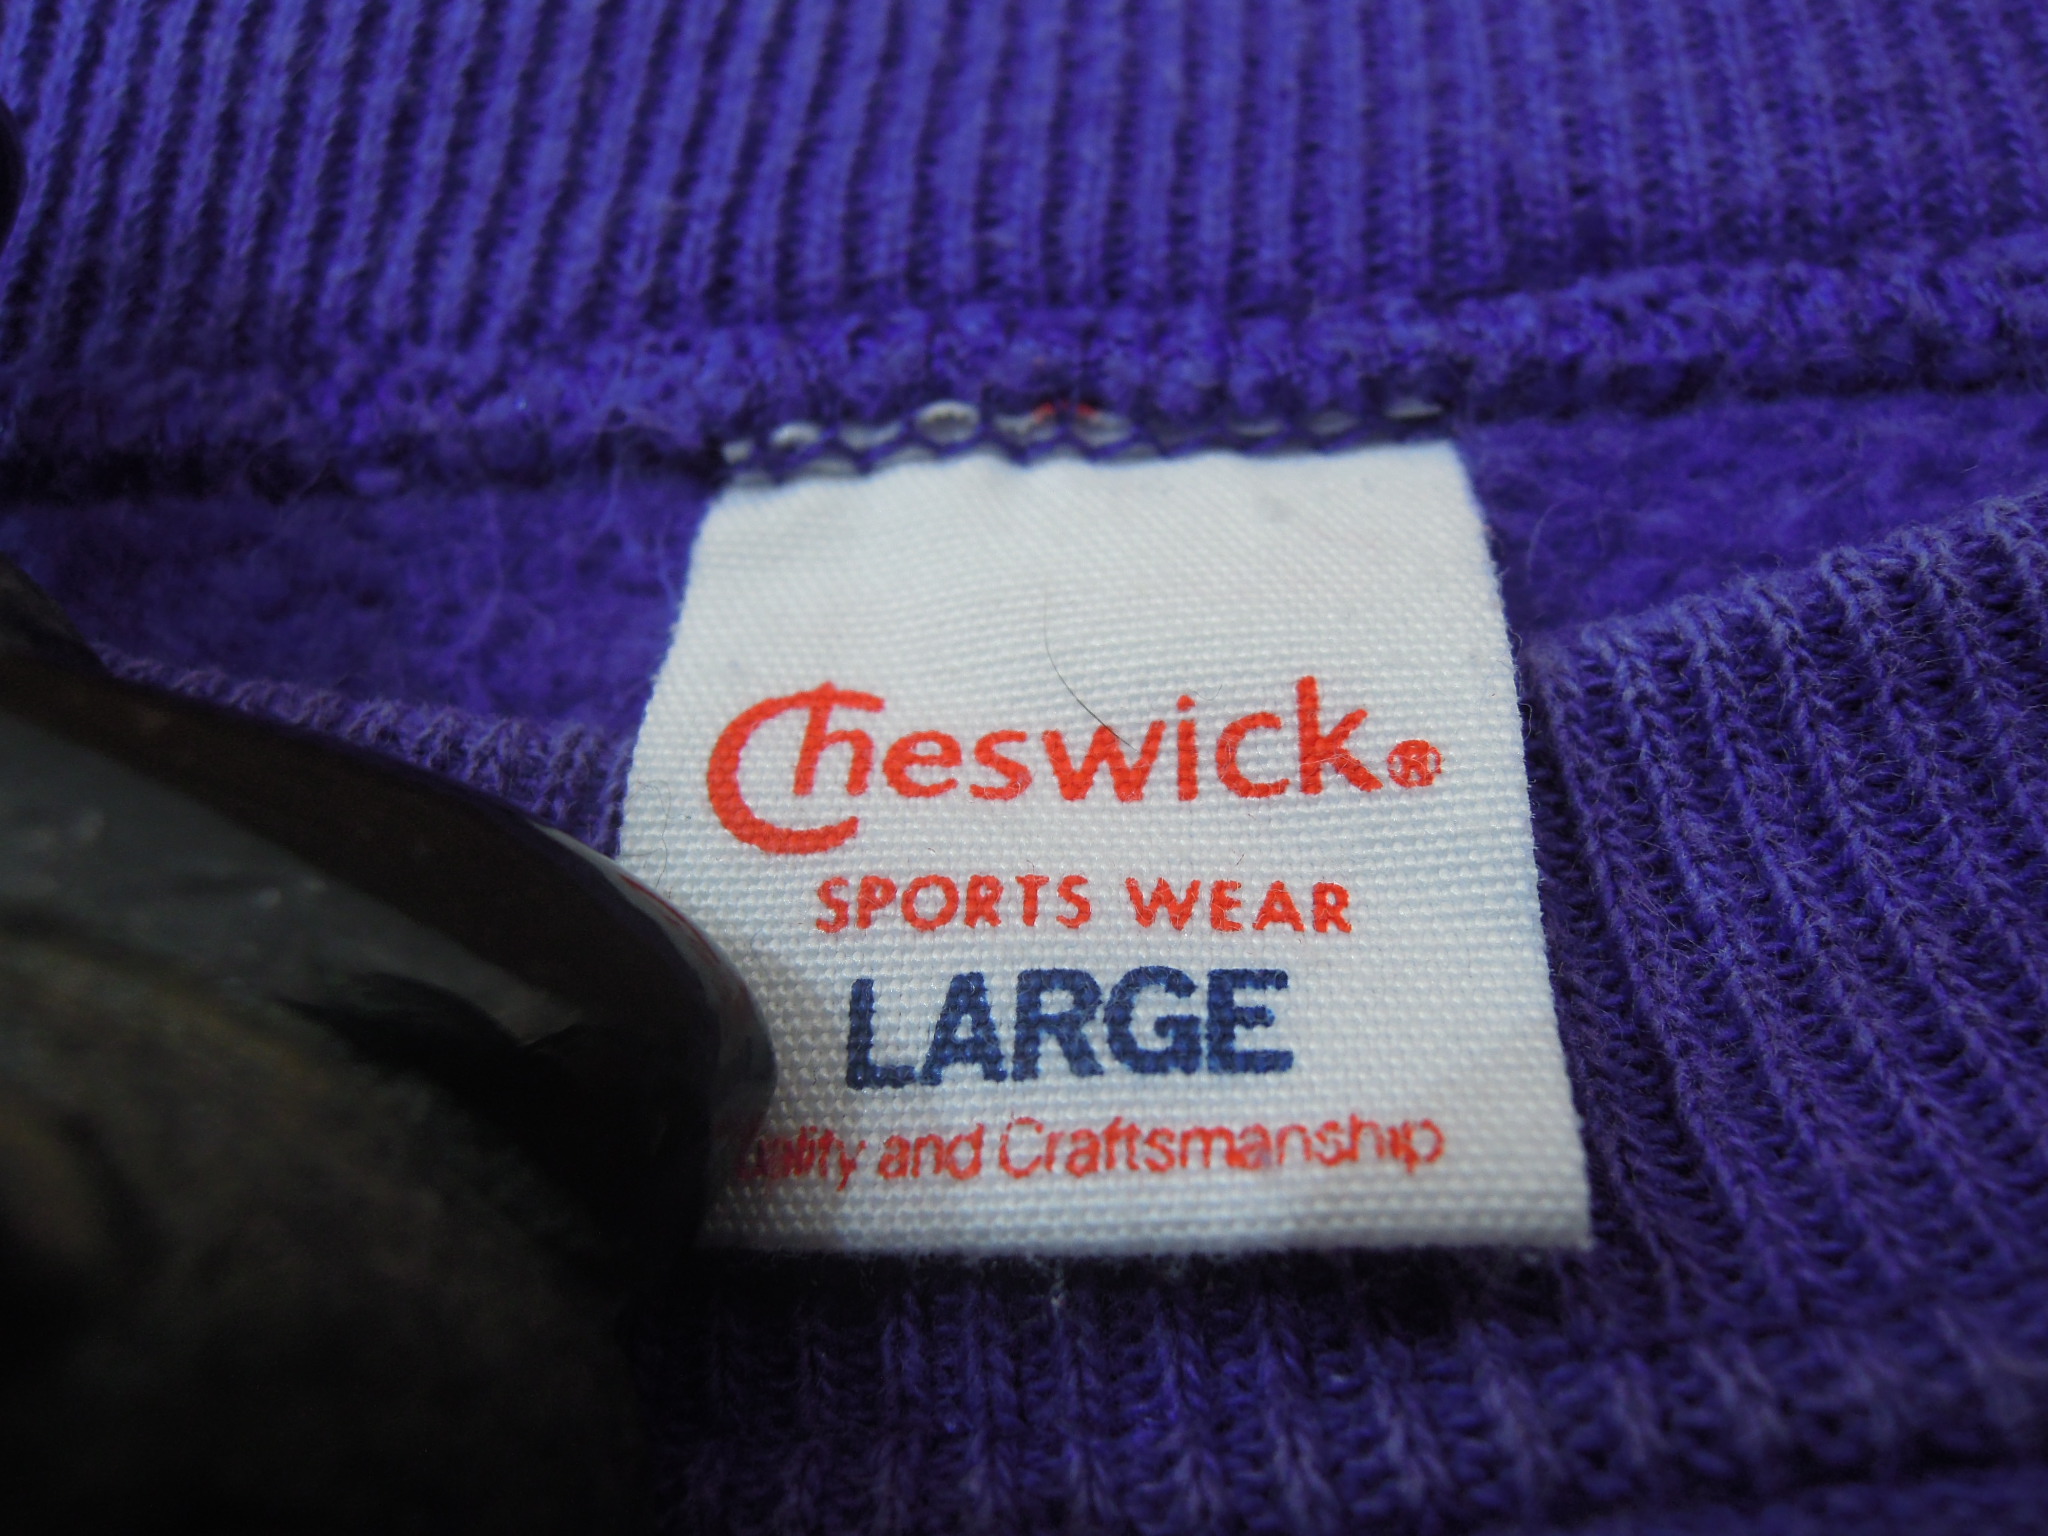 Cheswick®
SPORTS WEAR
LARGE
and Craftsmanship